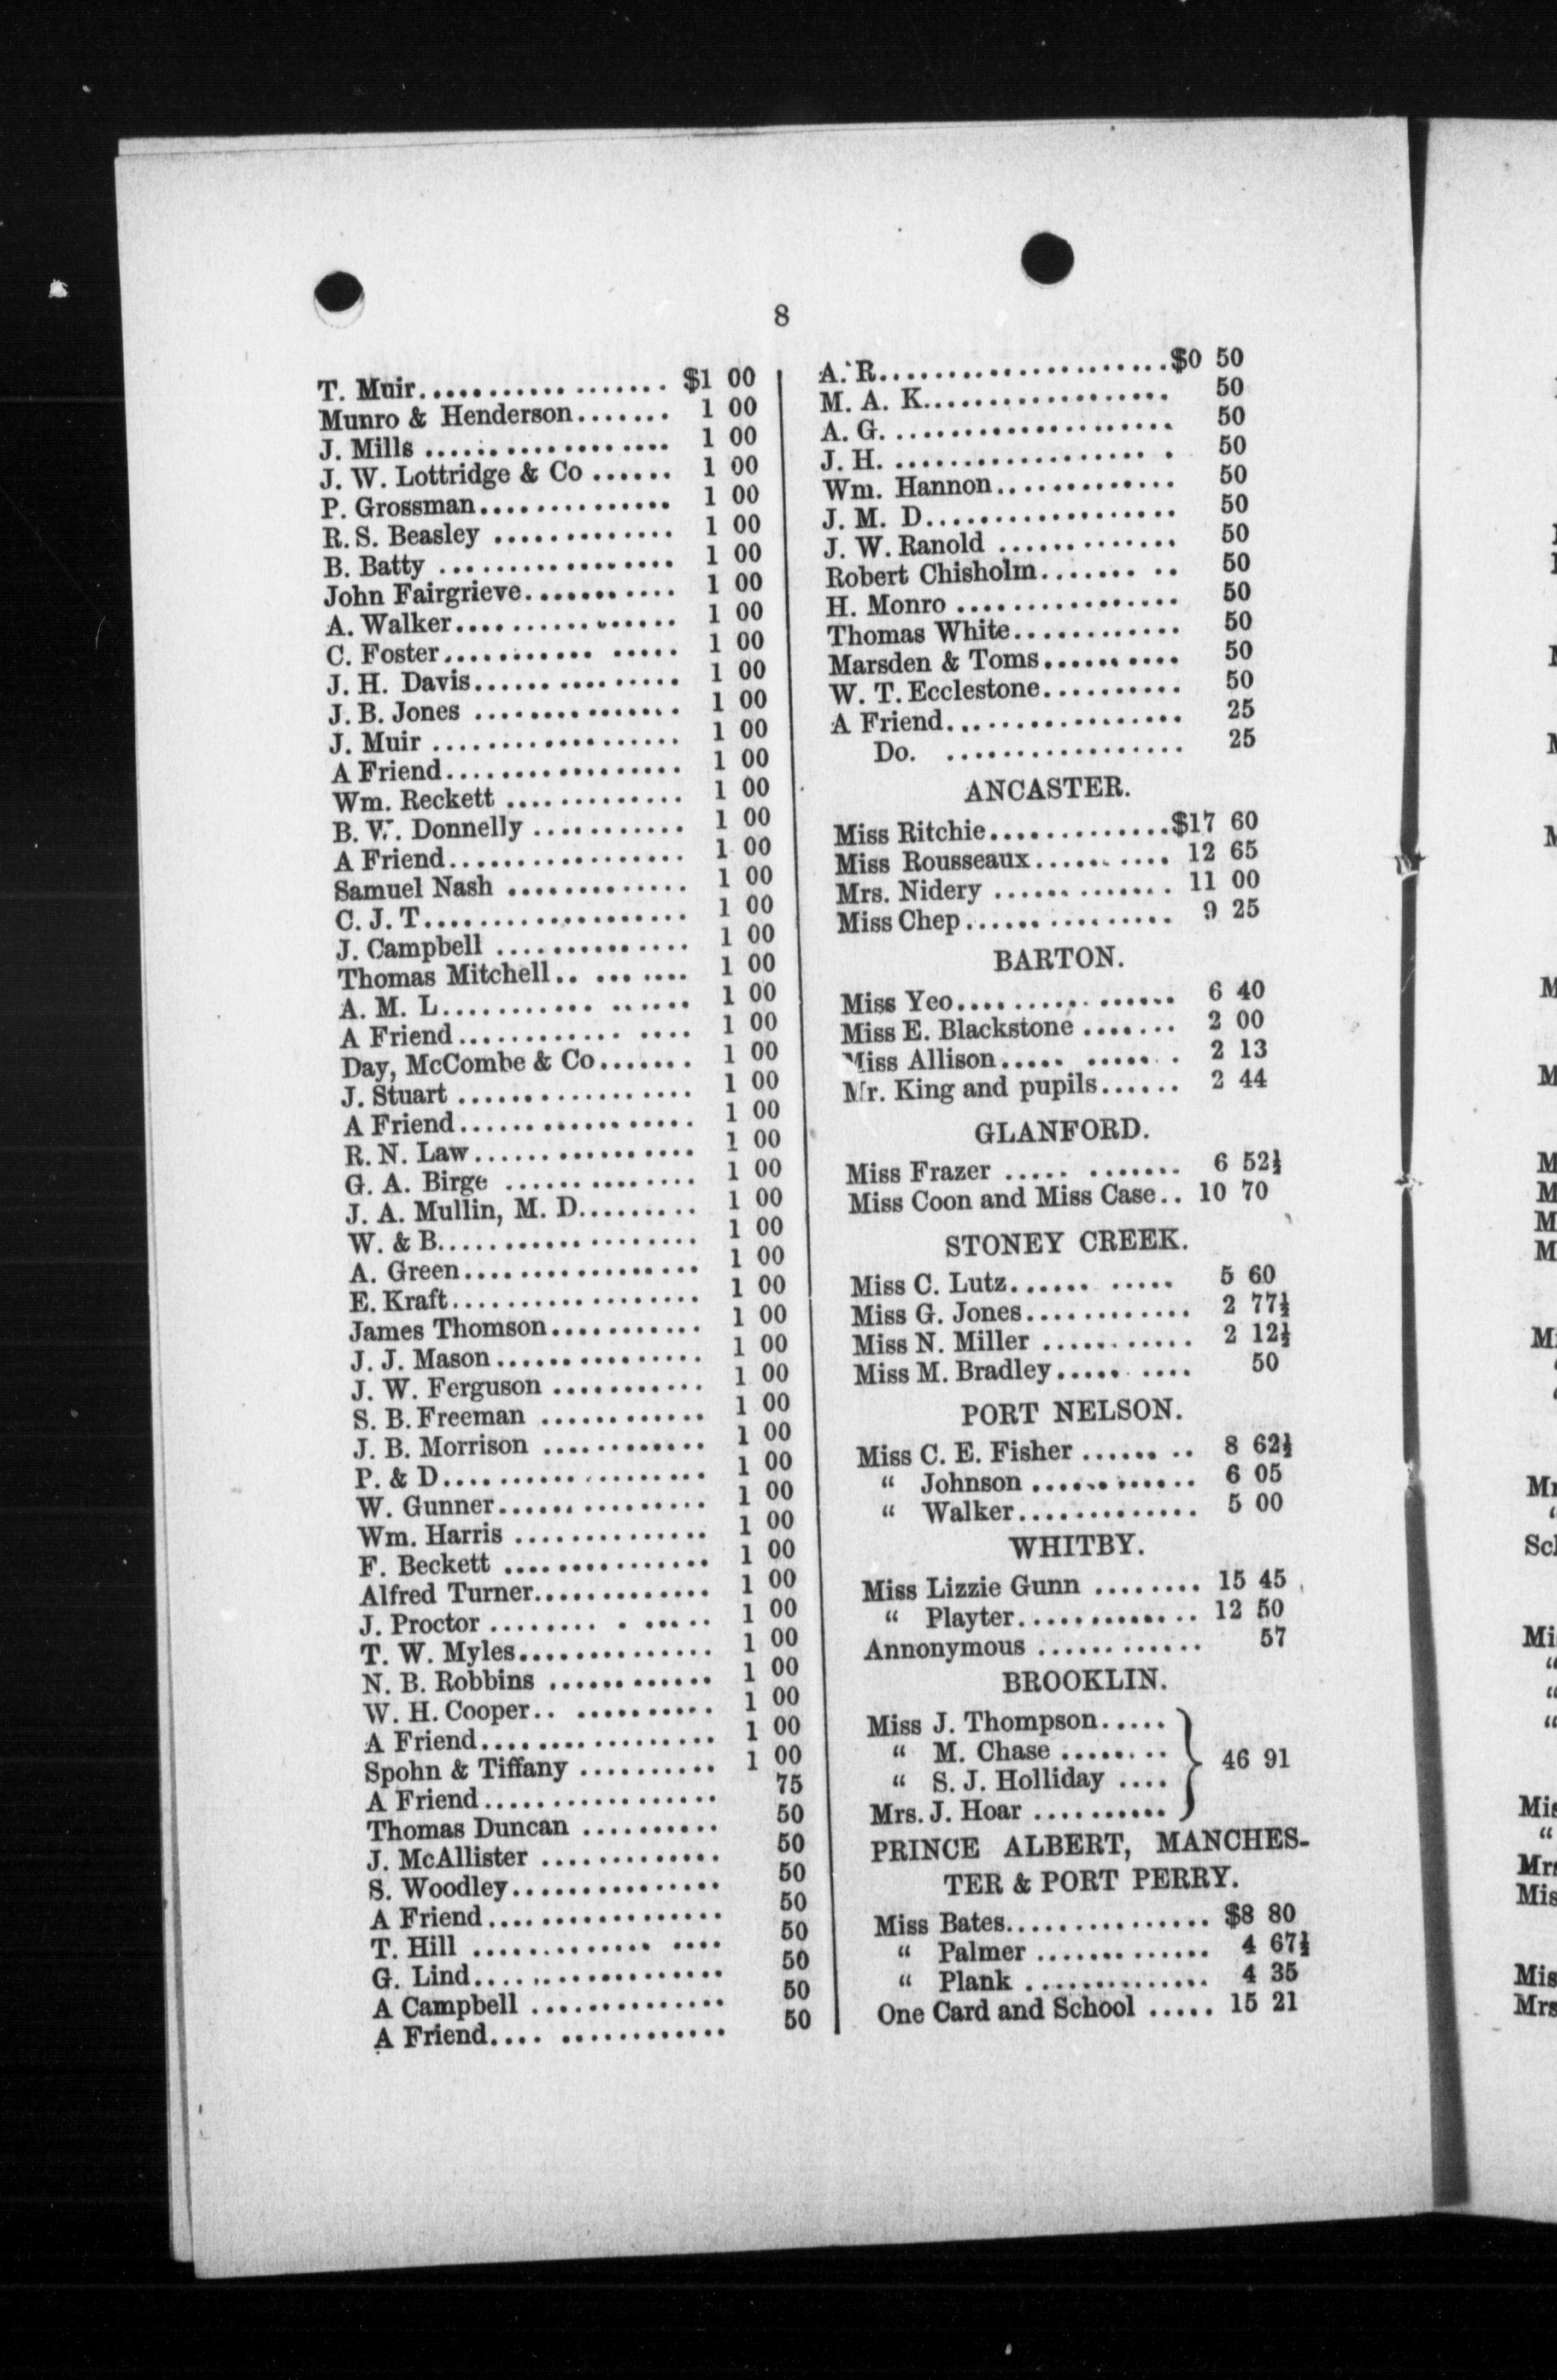 8
T. Muir.................. $1 00
Munro & Henderson....... 1 00
J. Mills .................. 1 00
J. W. Lottridge & Co ...... 1 00
P. Grossman.............. 1 00
R. S. Beasley ............. 1 00
B. Batty ................. 1 00
John Fairgrieve........... 1 00
A. Walker................ 1 00
C. Foster........... ..... 1 00
J. H. Davis............... 1 00
J. B. Jones ............... 1 00
J. Muir .................. 1 00
A Friend................. 1 00
Wm. Reckett ............. 1 00
B. W. Donnelly ........... 1 00
A Friend................. 1 00
Samuel Nash ............. 1 00
C. J. T................... 1 00
J. Campbell .............. 1 00
Thomas Mitchell.. ....... 1 00
A. M. L........... ...... 1 00
A Friend............ .... 1 00
Day, McCombe & Co....... 1 00
J. Stuart ................. 1 00
A Friend................. 1 00
R. N. Law................ 1 00
G. A. Birge .............. 1 00
J. A. Mullin, M. D......... 1 00
W. & B................... 1 00
A. Green................. 1 00
E. Kraft.................. 1 00
James Thomson........... 1 00
J. J. Mason............... 1 00
J. W. Ferguson ........... 1 00
S. B. Freeman ............ 1 00
J. B. Morrison ............ 1 00
P. & D................... 1 00
W. Gunner............... 1 00
Wm. Harris .............. 1 00
F. Beckett ............... 1 00
Alfred Turner............. 1 00
J. Proctor ........ . ..... 1 00
T. W. Myles.............. 1 00
N. B. Robbins ............ 1 00
W. H. Cooper.. .......... 1 00
A Friend................. 1 00
Spohn & Tiffany .......... 1 00
A Friend................. 75
Thomas Duncan .......... 50
J. McAllister ............. 50
S. Woodley............... 50
A Friend................. 50
T. Hill ............. .... 50
G. Lind.................. 50
A Campbell .............. 50
A Friend.... ............ 50
A. R.....................$0 50
M. A. K.................. 50
A. G. .................... 50
J. H. .................. . 50
Wm. Hannon............. 50
J. M. D.................. 50
J. W. Ranold ............. 50
Robert Chisholm....... .. 50
H. Monro ................ 50
Thomas White............ 50
Marsden & Toms.......... 50
W. T. Ecclestone.......... 50
A Friend................. 25
Do. ................. 25
ANCASTER.
Miss Ritchie.............$17 60
Miss Rousseaux.......... 12 65
Mrs. Nidery ............. 11 00
Miss Chep............... 9 25
BARTON.
Miss Yeo................ 6 40
Miss E. Blackstone ....... 2 00
Miss Allison..... ...... . 2 13
Mr. King and pupils...... 2 44
GLANFORD.
Miss Frazer ..... ....... 6 52½
Miss Coon and Miss Case.. 10 70
STONEY CREEK.
Miss C. Lutz...... ..... 5 60
Miss G. Jones............ 2 77½
Miss N. Miller ........... 2 12½
Miss M. Bradley..... .... 50
PORT NELSON.
Miss C. E. Fisher ...... .. 8 62½
“ Johnson ............ 6 05
“ Walker............. 5 00
WHITBY.
Miss Lizzie Gunn ........ 15 45
“ Playter............. 12 50
Annonymous ............ 57
BROOKLIN.
Miss J. Thompson.....
“ M. Chase ........
“ S. J. Holliday .... } 46 91
Mrs. J. Hoar ..........
PRINCE ALBERT, MANCHES-
TER & PORT PERRY.
Miss Bates............... $8 80
“ Palmer ............. 4 67½
“ Plank .............. 4 35
One Card and School ..... 15 21